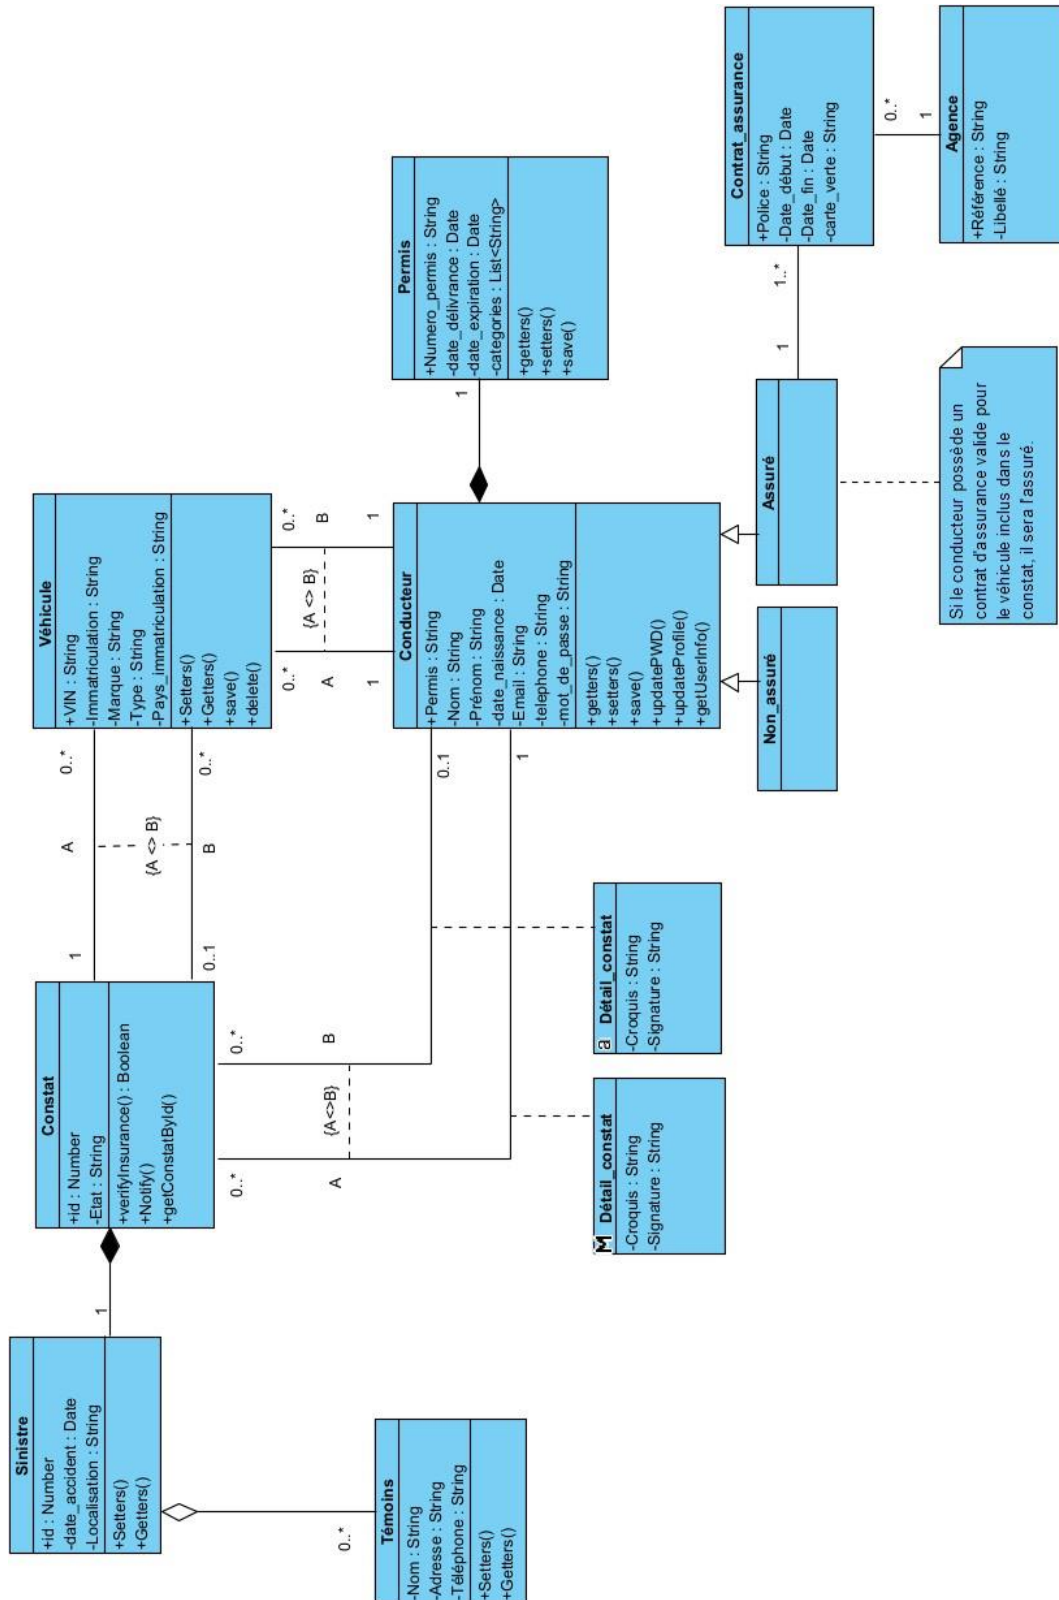 Sinistre
+id : Number
-date_accident : Date
-Localisation : String
+Setters()
+Getters()
1
0..*
Témoins
-Nom : String
-Adresse : String
-Téléphone : String
+Setters()
+Getters()
Constat
+id : Number
-Etat : String
+verifyInsurance() : Boolean
+Notify()
+getConstatById()
1
A
0..*
{A <> B}
0..1
B
0..*
Véhicule
+VIN : String
-Immatriculation : String
-Marque : String
-Type : String
-Pays_immatriculation : String
+Setters()
+Getters()
+save()
+delete()
0..*
A
{A<>B}
0..*
B
0..1
1
0..*
A
1
{A <> B}
0..*
B
1
Conducteur
+Permis : String
-Nom : String
-Prénom : String
-date_naissance : Date
-Email : String
-telephone : String
-mot_de_passe : String
+getters()
+setters()
+save()
+updatePWD()
+updateProfile()
+getUserInfo()
1
Permis
+Numero_permis : String
-date_délivrance : Date
-date_expiration : Date
-categories : List<String>
+getters()
+setters()
+save()
M Détail_constat
-Croquis : String
-Signature : String
a Détail_constat
-Croquis : String
-Signature : String
Non_assuré
Assuré
1
1..*
Contrat_assurance
+Police : String
-Date_début : Date
-Date_fin : Date
-carte_verte : String
0..*
1
Agence
+Référence : String
-Libellé : String
Si le conducteur possède un
contrat d'assurance valide pour
le véhicule inclus dans le
constat, il sera l'assuré.